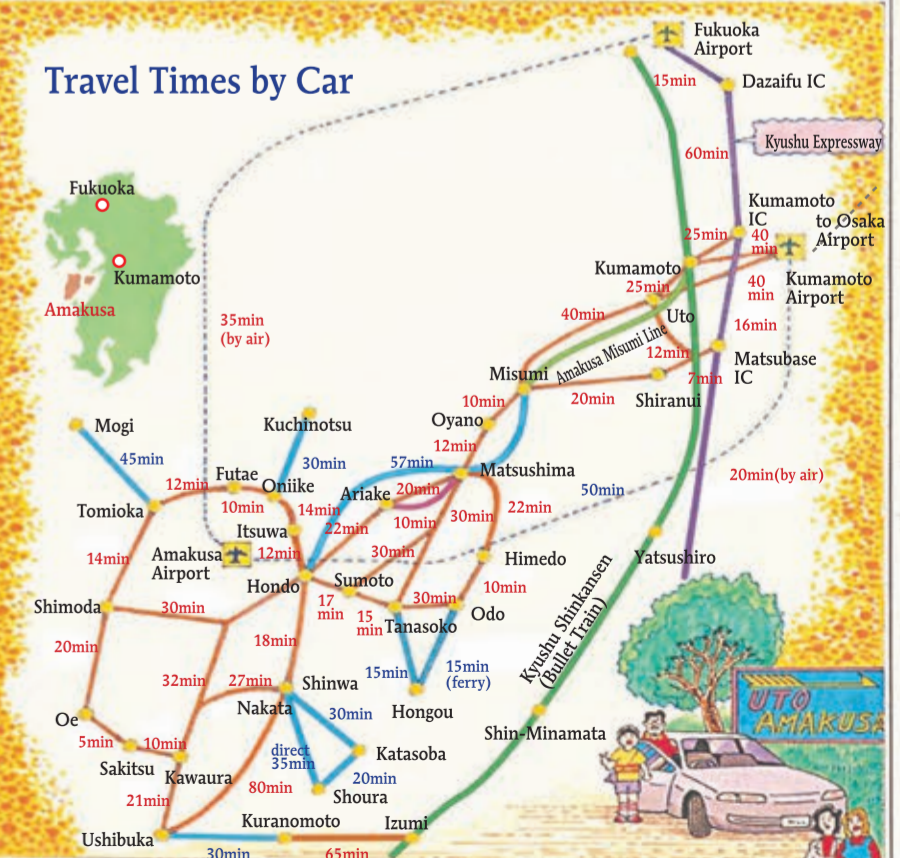 Travel Times by Car
Fukuoka
Airport
15min
Dazaifu IC
60min
Kyushu Expressway
Fukuoka
Kumamoto
Amakusa
Kumamoto
IC
to Osaka
Airport
25min
40
min
Kumamoto
25min
40
min
Kumamoto
Airport
35min
(by air)
40min
Uto
16min
Amakusa Misumi Line
12min
Matsubase
IC
Misumi
7min
20min
Shiranui
10min
Oyano
Mogi
Kuchinotsu
12min
45min
30min
57min
Matsushima
20min(by air)
Futae
12min
Oniike
Ariake
20min
50min
Tomioka
10min
14min
22min
10min
30min
22min
Itsuwa
14min
Amakusa
Airport
12min
30min
Himedo
Yatsushiro
Hondo
Sumoto
10min
Shimoda
30min
17
min
15
min
30min
Tanasoko
Odo
Kyushu Shinkansen
(Bullet Train)
20min
18min
15min
15min
(ferry)
32min
27min
Shinwa
Nakata
Hongou
30min
Oe
5min
10min
Sakitsu
Kawaura
direct
35min
Katasoba
20min
Shin-Minamata
21min
80min
Shoura
Ushibuka
Kuranomoto
Izumi
30min
65min
UTO
AMAKUSA